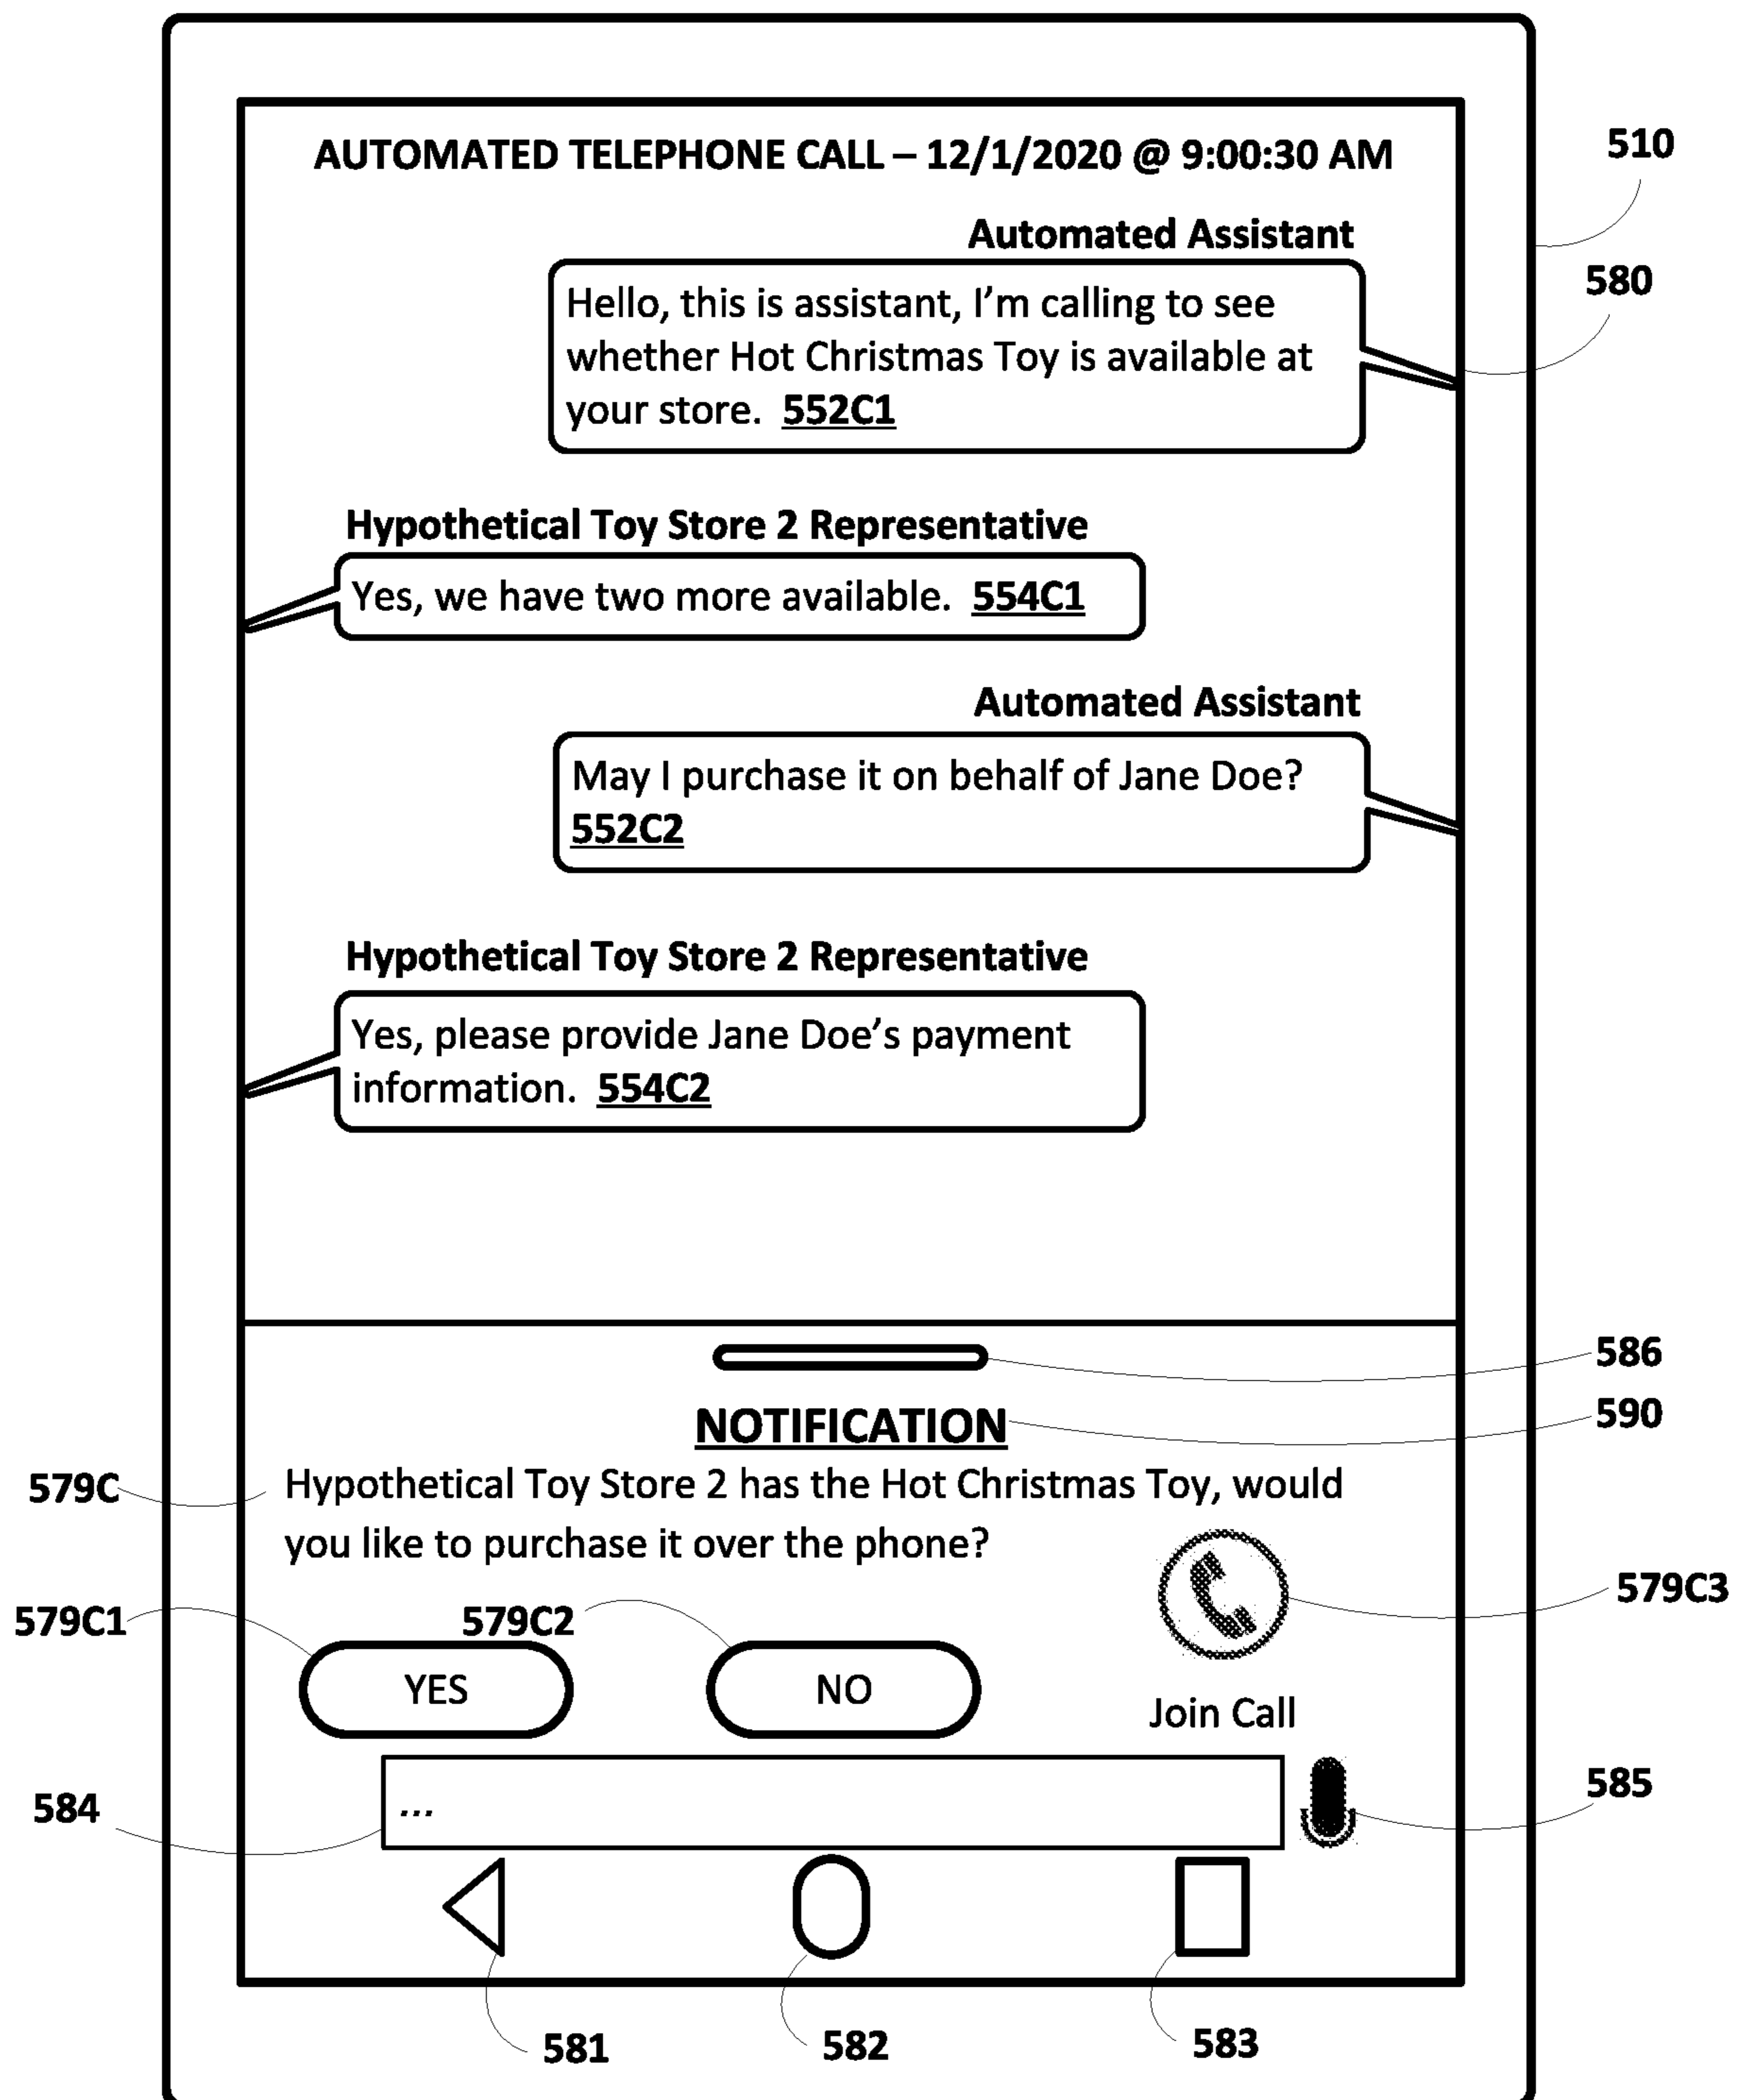 AUTOMATED TELEPHONE CALL – 12/1/2020 @ 9:00:30 AM
510
Automated Assistant
580
Hello, this is assistant, I'm calling to see
whether Hot Christmas Toy is available at
your store. 552C1
Hypothetical Toy Store 2 Representative
Yes, we have two more available. 554C1
Automated Assistant
May I purchase it on behalf of Jane Doe?
552C2
Hypothetical Toy Store 2 Representative
Yes, please provide Jane Doe's payment
information. 554C2
586
NOTIFICATION
590
579C
Hypothetical Toy Store 2 has the Hot Christmas Toy, would
you like to purchase it over the phone?
579C3
579C1
579C2
YES
NO
Join Call
584
...
585
581
582
583